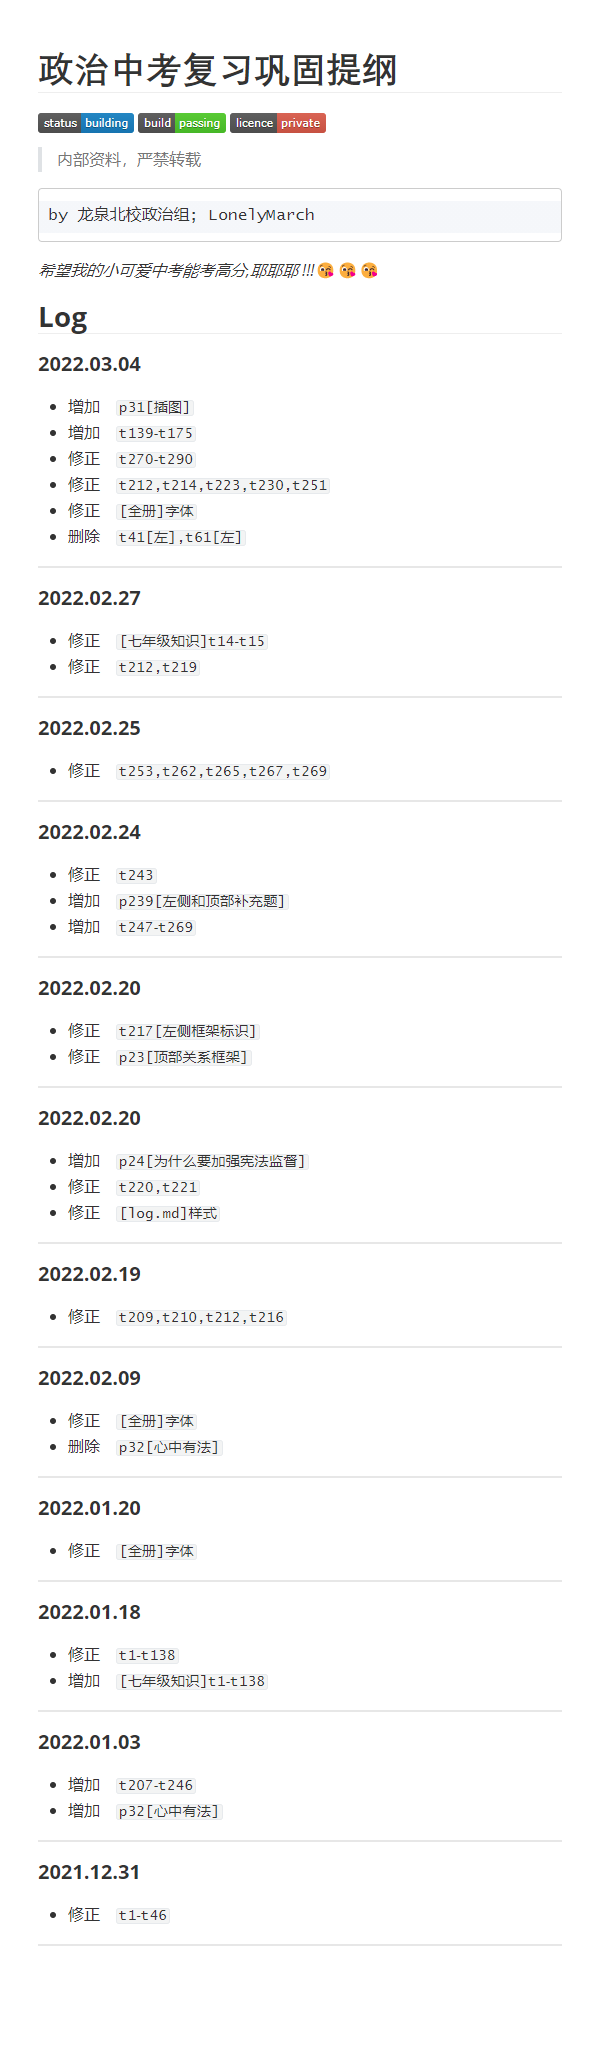 政治中考复习巩固提纲
status building build passing licence private
内部资料，严禁转载
by 龙泉北校政治组; LonelyMarch
希望我的小可爱中考能考高分,耶耶耶!!!😘 😘 😘
Log
2022.03.04
增加 p31[插图]
增加 t139-t175
修正 t270-t290
修正 t212,t214,t223,t230,t251
修正 [全册]字体
删除 t41[左],t61[左]
2022.02.27
修正 [七年级知识]t14-t15
修正 t212,t219
2022.02.25
修正 t253,t262,t265,t267,t269
2022.02.24
修正 t243
增加 p239[左侧和顶部补充题]
增加 t247-t269
2022.02.20
修正 t217[左侧框架标识]
修正 p23[顶部关系框架]
2022.02.20
增加 p24[为什么要加强宪法监督]
修正 t220,t221
修正 [log.md]样式
2022.02.19
修正 t209,t210,t212,t216
2022.02.09
修正 [全册]字体
删除 p32[心中有法]
2022.01.20
修正 [全册]字体
2022.01.18
修正 t1-t138
增加 [七年级知识]t1-t138
2022.01.03
增加 t207-t246
增加 p32[心中有法]
2021.12.31
修正 t1-t46